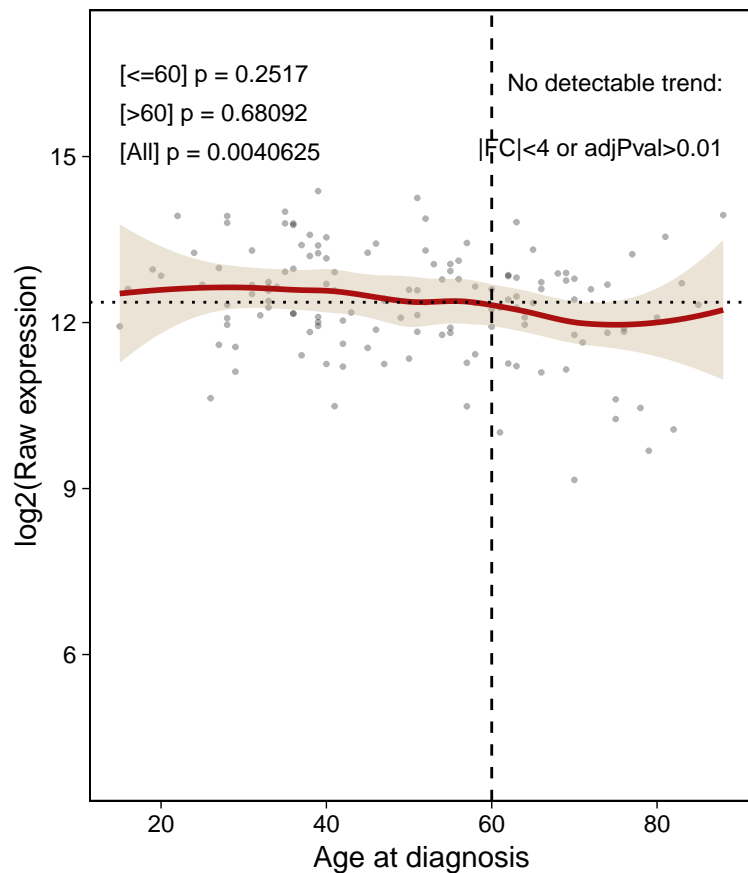 [<=60] p = 0.2517
[>60] p = 0.68092
[All] p = 0.0040625
No detectable trend:
|FC|<4 or adjPval>0.01
15
12
9
6
log2(Raw expression)
20
40
60
80
Age at diagnosis